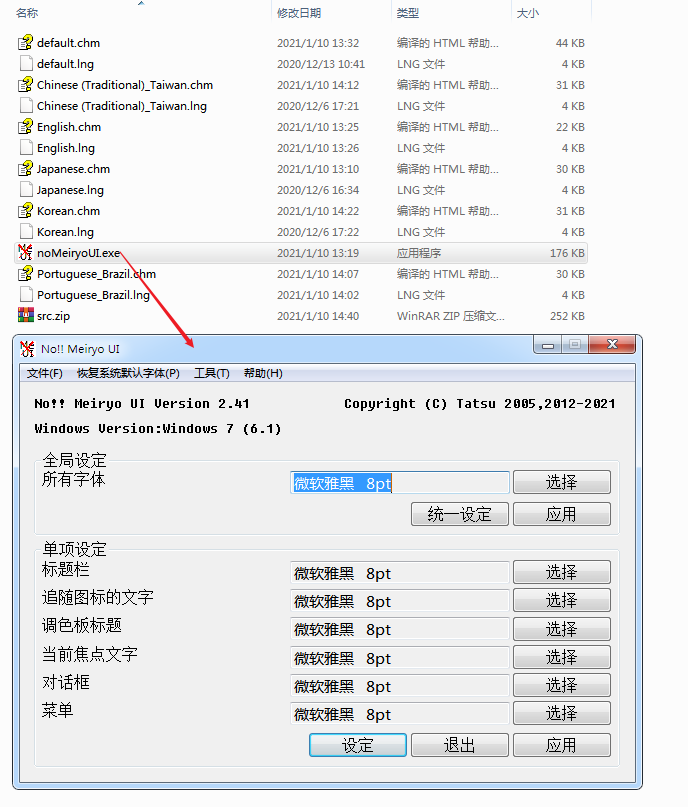 名称 修改日期 类型 大小
default.chm 2021/1/10 13:32 编译的 HTML 帮助... 44 KB
default.lng 2020/12/13 10:41 LNG 文件 4 KB
Chinese (Traditional)_Taiwan.chm 2021/1/10 14:12 编译的 HTML 帮助... 31 KB
Chinese (Traditional)_Taiwan.lng 2020/12/6 17:21 LNG 文件 4 KB
English.chm 2021/1/10 13:25 编译的 HTML 帮助... 22 KB
English.lng 2021/1/10 13:26 LNG 文件 4 KB
Japanese.chm 2021/1/10 13:10 编译的 HTML 帮助... 30 KB
Japanese.lng 2020/12/6 16:34 LNG 文件 4 KB
Korean.chm 2021/1/10 14:22 编译的 HTML 帮助... 31 KB
Korean.lng 2020/12/6 17:22 LNG 文件 4 KB
noMeiryoUI.exe 2021/1/10 13:19 应用程序 176 KB
Portuguese_Brazil.chm 2021/1/10 14:07 编译的 HTML 帮助... 30 KB
Portuguese_Brazil.lng 2021/1/10 14:02 LNG 文件 4 KB
src.zip 2021/1/10 14:40 WinRAR ZIP 压缩文... 252 KB
No!! Meiryo UI
文件(F) 恢复系统默认字体(P) 工具(T) 帮助(H)
No!! Meiryo UI Version 2.41 Copyright (C) Tatsu 2005,2012-2021
Windows Version:Windows 7 (6.1)
全局设定
所有字体 微软雅黑 8pt 选择
统一设定 应用
单项设定
标题栏 微软雅黑 8pt 选择
追随图标的文字 微软雅黑 8pt 选择
调色板标题 微软雅黑 8pt 选择
当前焦点文字 微软雅黑 8pt 选择
对话框 微软雅黑 8pt 选择
菜单 微软雅黑 8pt 选择
设定 退出 应用